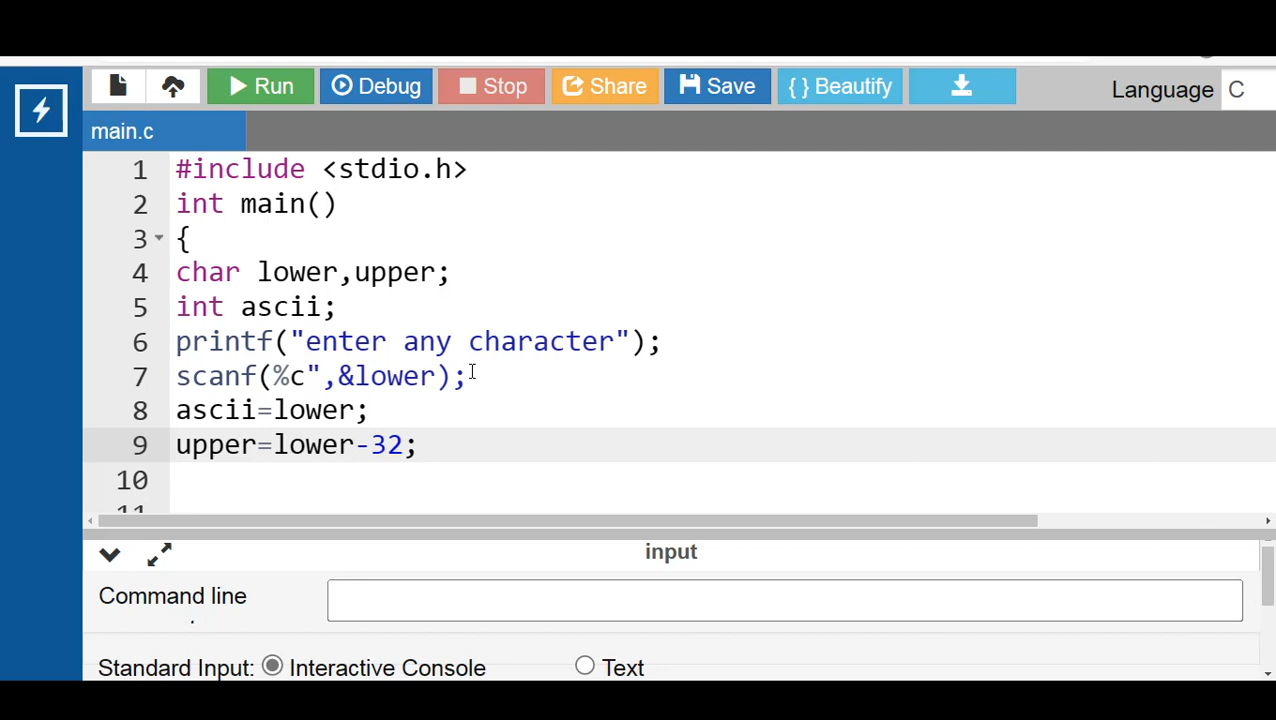 Run Debug Stop Share Save { } Beautify Language C
main.c
1 #include <stdio.h>
2 int main()
3 {
4 char lower,upper;
5 int ascii;
6 printf("enter any character");
7 scanf(%c",&lower);
8 ascii=lower;
9 upper=lower-32;
10
input
Command line
Standard Input: Interactive Console Text